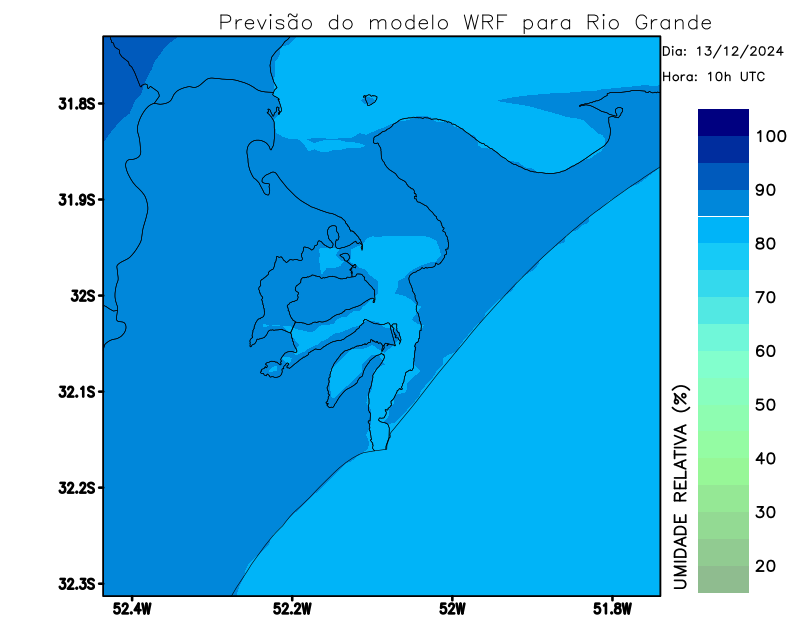 Previsão do modelo WRF para Rio Grande
Dia: 13/12/2024
Hora: 10h UTC
31.8S
31.9S
32S
32.1S
32.2S
32.3S
52.4W
52.2W
52W
51.8W
100
90
80
70
60
50
40
30
20
UMIDADE RELATIVA (%)